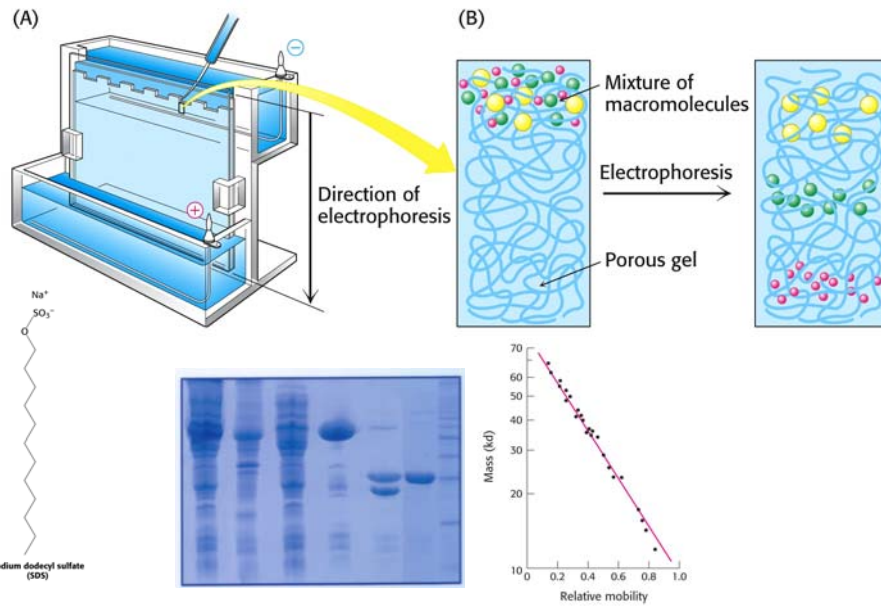 (A)
(B)
−
Mixture of
macromolecules
Electrophoresis
Direction of
electrophoresis
+
Porous gel
Na⁺
SO₃⁻
O
odium dodecyl sulfate
(SDS)
70
60
50
40
30
20
10
Mass (kd)
0
0.2
0.4
0.6
0.8
1.0
Relative mobility